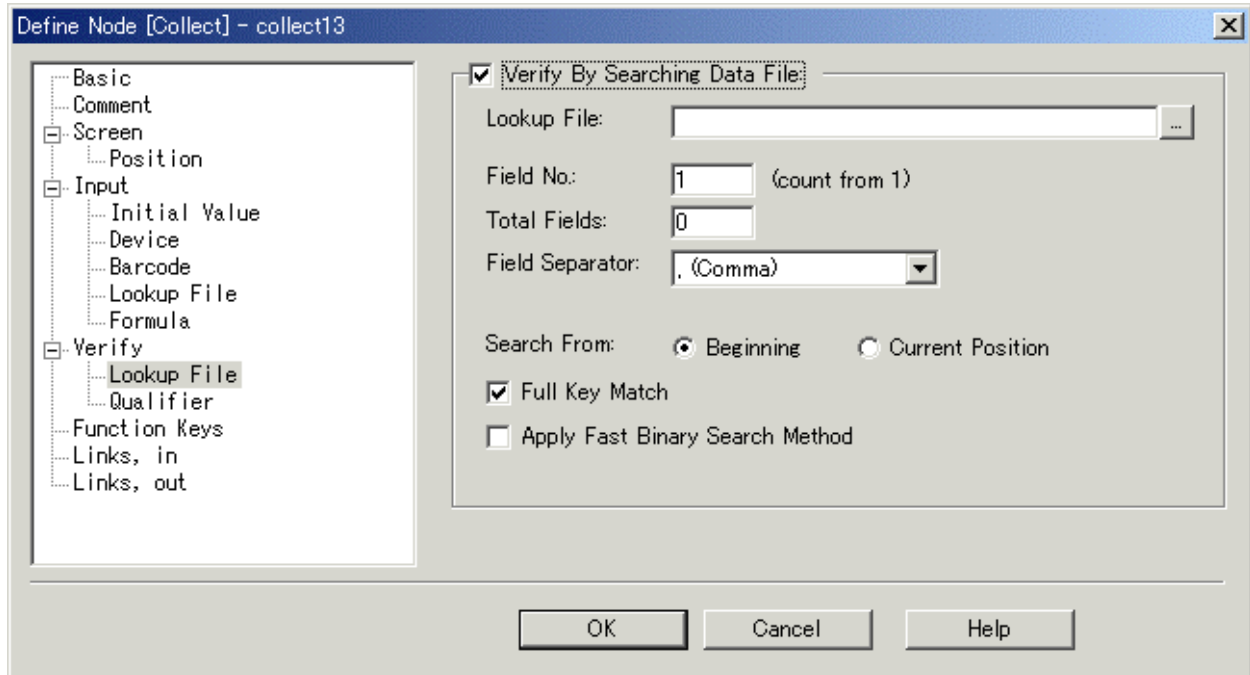 Define Node [Collect] - collect13
Basic
Comment
Screen
Position
Input
Initial Value
Device
Barcode
Lookup File
Formula
Verify
Lookup File
Qualifier
Function Keys
Links, in
Links, out
Verify By Searching Data File:
Lookup File:
...
Field No.: 1 (count from 1)
Total Fields: 0
Field Separator: , (Comma)
Search From: Beginning Current Position
Full Key Match
Apply Fast Binary Search Method
OK Cancel Help